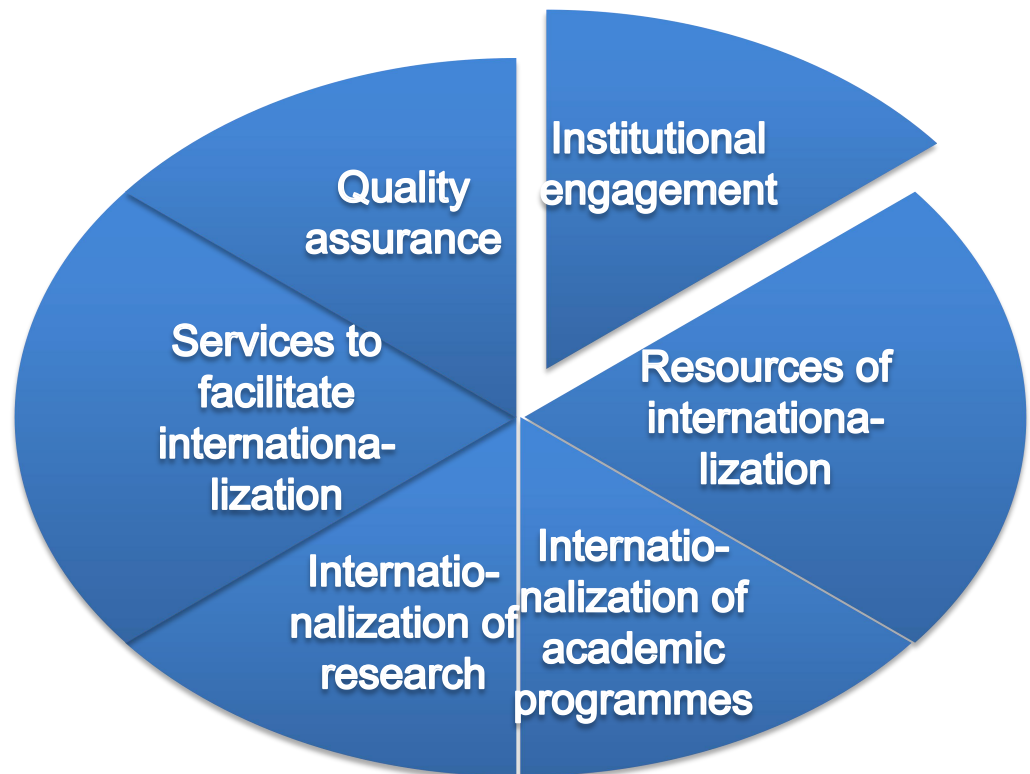 Institutional
engagement
Resources of
internationa-
lization
Internatio-
nalization of
academic
programmes
Internatio-
nalization of
research
Services to
facilitate
internationa-
lization
Quality
assurance